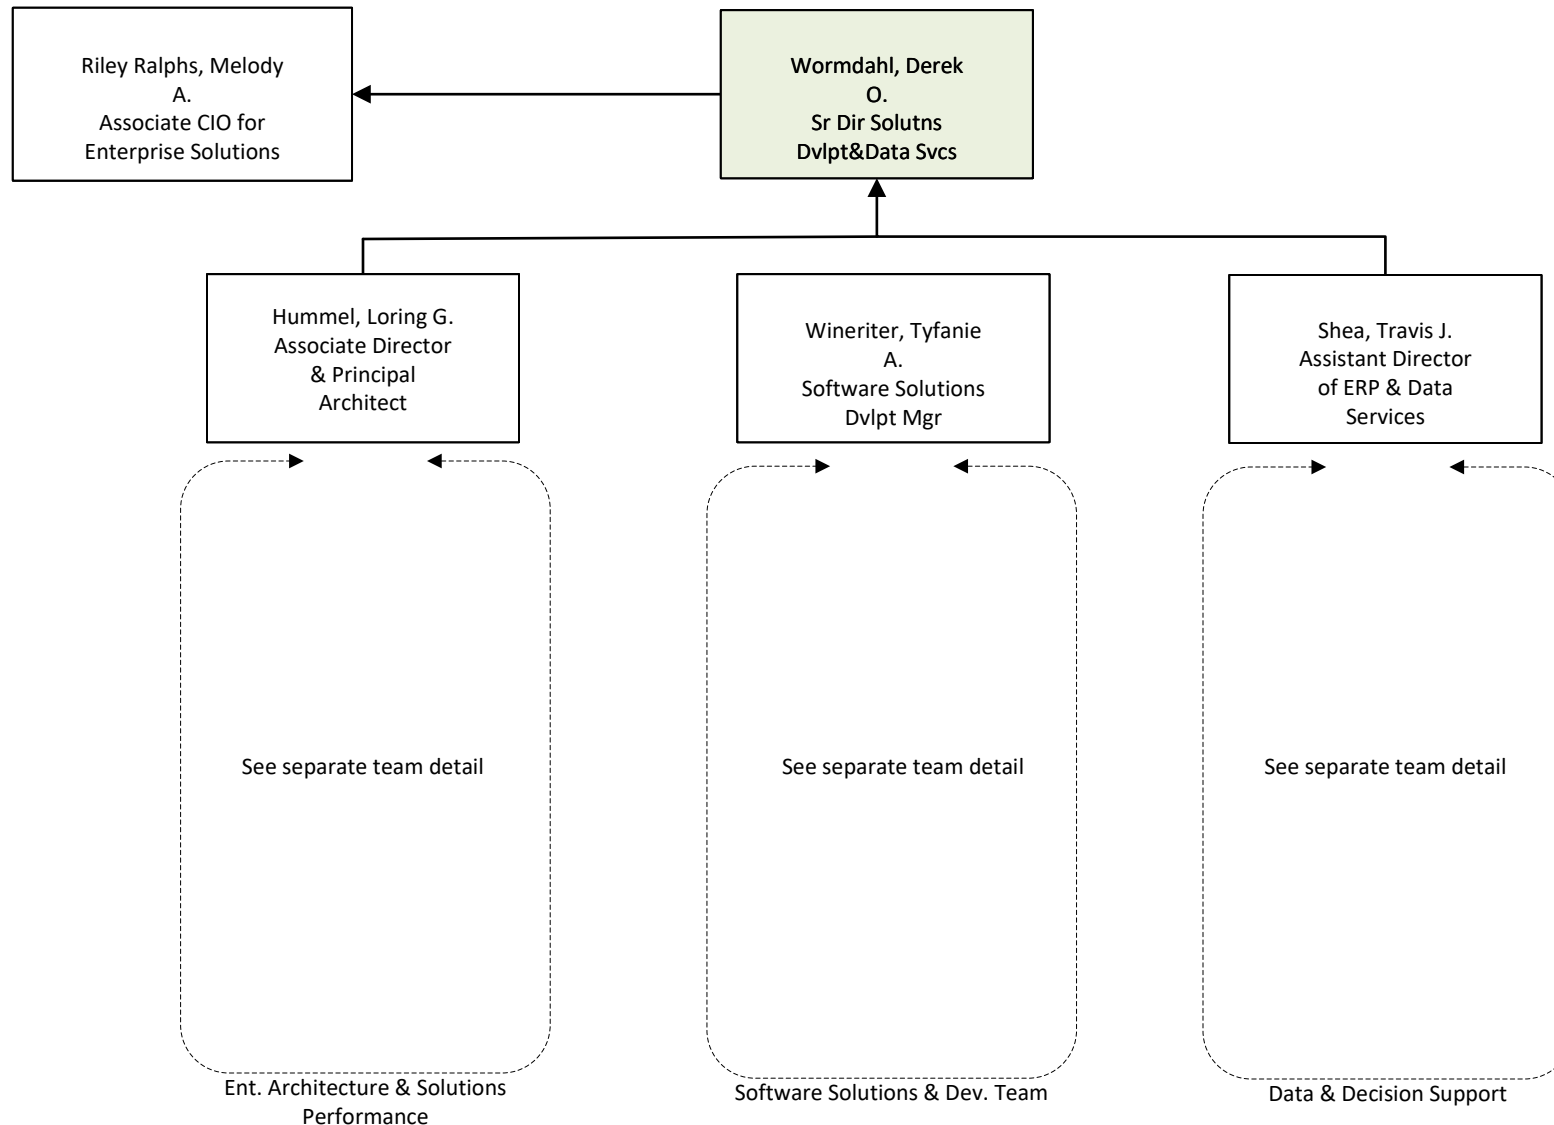 Riley Ralphs, Melody
A.
Associate CIO for
Enterprise Solutions
Wormdahl, Derek
O.
Sr Dir Solutns
Dvlpt&Data Svcs
Hummel, Loring G.
Associate Director
& Principal
Architect
Wineriter, Tyfanie
A.
Software Solutions
Dvlpt Mgr
Shea, Travis J.
Assistant Director
of ERP & Data
Services
See separate team detail
See separate team detail
See separate team detail
Ent. Architecture & Solutions
Performance
Software Solutions & Dev. Team
Data & Decision Support